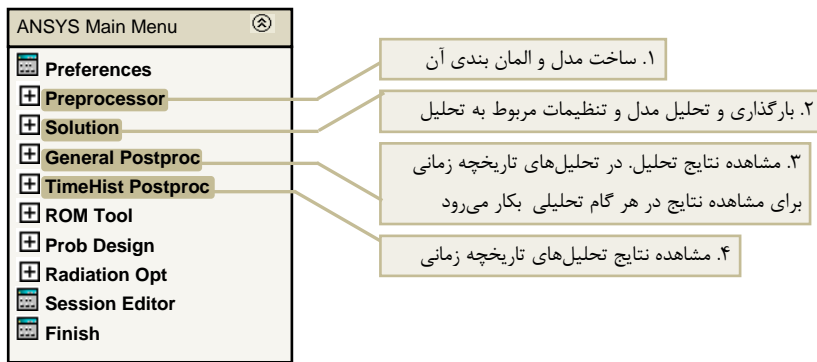 ANSYS Main Menu
Preferences
Preprocessor
Solution
General Postproc
TimeHist Postproc
ROM Tool
Prob Design
Radiation Opt
Session Editor
Finish
۱. ساخت مدل و المان بندی آن
۲. بارگذاری و تحلیل مدل و تنظیمات مربوط به تحلیل
۳. مشاهده نتایج تحلیل. در تحلیل‌های تاریخچه زمانی
برای مشاهده نتایج در هر گام تحلیلی بکار می‌رود
۴. مشاهده نتایج تحلیل‌های تاریخچه زمانی